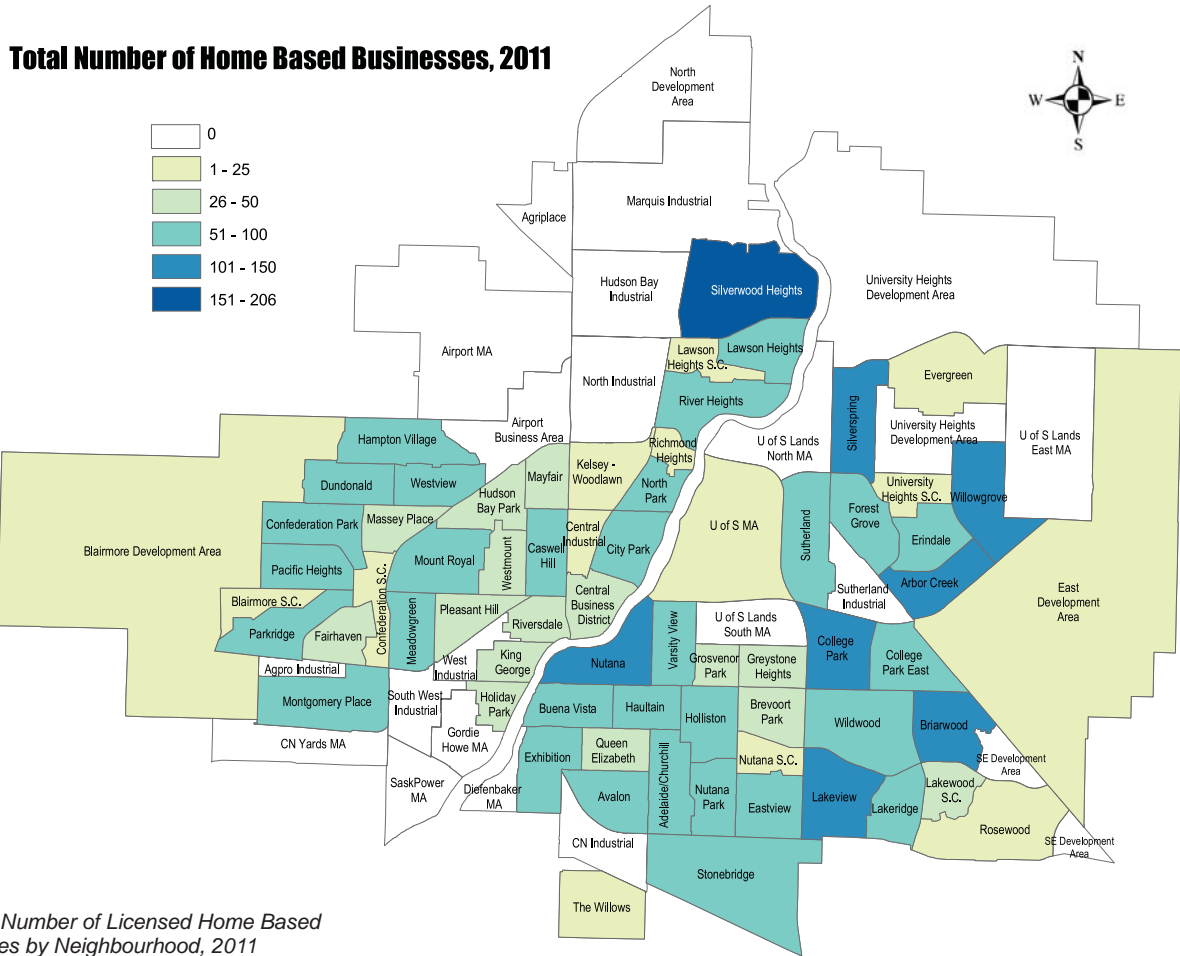 Total Number of Home Based Businesses, 2011
N
W E
S
0
1 - 25
26 - 50
51 - 100
101 - 150
151 - 206
North
Development
Area
Marquis Industrial
Agriplace
Hudson Bay
Industrial
Silverwood Heights
University Heights
Development Area
Airport MA
Lawson
Heights S.C.
Lawson Heights
North Industrial
River Heights
Evergreen
Silverspring
University Heights
Development Area
U of S Lands
East MA
Airport
Business Area
Richmond
Heights
U of S Lands
North MA
Hampton Village
Mayfair
Kelsey -
Woodlawn
North
Park
Dundonald
Westview
Hudson
Bay Park
University
Heights S.C.
Willowgrove
Forest
Grove
Confederation Park
Massey Place
U of S MA
Sutherland
Erindale
Central
Industrial
City Park
Caswell
Hill
Westmount
Mount Royal
Blairmore Development Area
Pacific Heights
Arbor Creek
Sutherland
Industrial
East
Development
Area
Blairmore S.C.
Confederation S.C.
Meadowgreen
Pleasant Hill
Central
Business
District
Riversdale
Parkridge
Fairhaven
U of S Lands
South MA
Varsity View
College
Park
College
Park East
Agpro Industrial
West
Industrial
King
George
Nutana
Grosvenor
Park
Greystone
Heights
Montgomery Place
South West
Industrial
Holiday
Park
Buena Vista
Haultain
Holliston
Brevoort
Park
Wildwood
Briarwood
CN Yards MA
Gordie
Howe MA
Exhibition
Queen
Elizabeth
Nutana S.C.
SE Development
Area
SaskPower
MA
Diefenbaker
MA
Avalon
Adelaide/Churchill
Nutana
Park
Eastview
Lakeview
Lakeridge
Lakewood
S.C.
Rosewood
SE Development
Area
CN Industrial
Stonebridge
The Willows
Number of Licensed Home Based
es by Neighbourhood, 2011